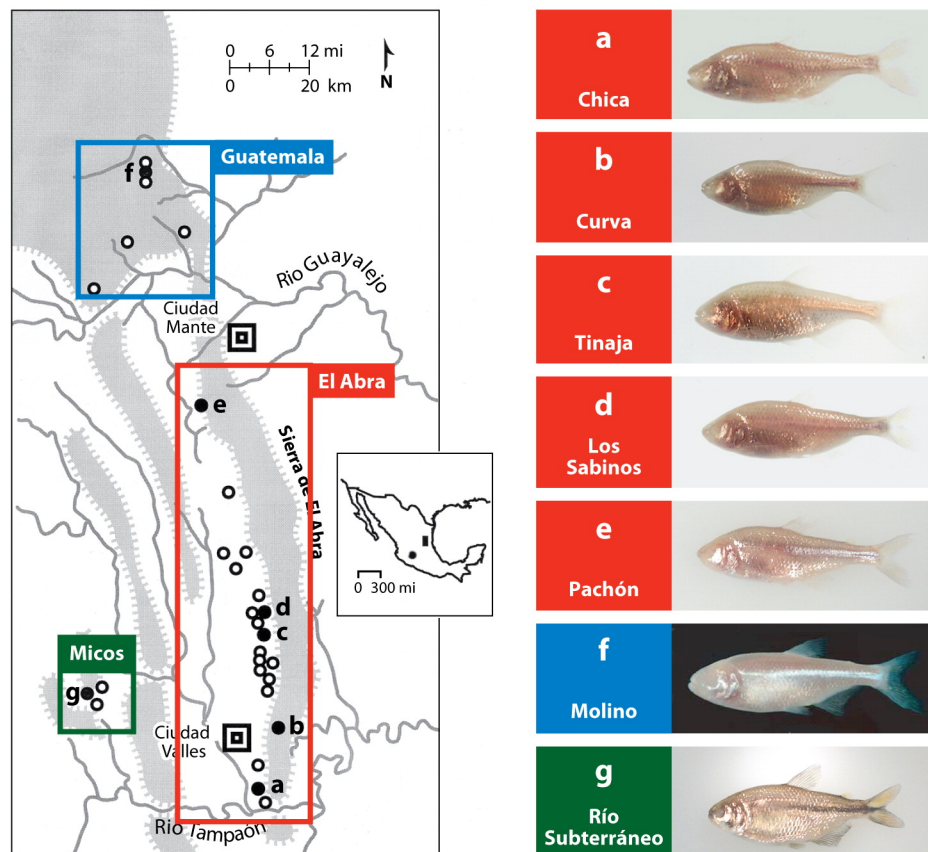 0 6 12 mi
0 20 km
N
Guatemala
f
Río Guayalejo
Ciudad
Mante
El Abra
e
Sierra de El Abra
0 300 mi
d
c
Micos
g
b
Ciudad
Valles
a
Río Tampaón
a
Chica
b
Curva
c
Tinaja
d
Los
Sabinos
e
Pachón
f
Molino
g
Río
Subterráneo